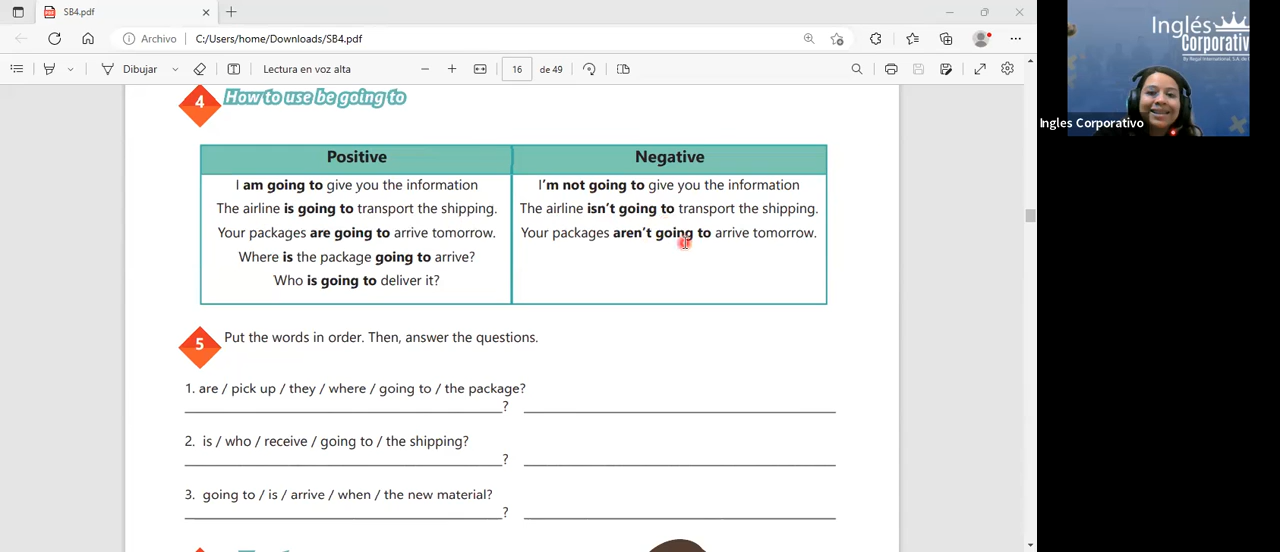 SB4.pdf
Archivo
C:/Users/home/Downloads/SB4.pdf
Dibujar
Lectura en voz alta
16
de 49
4
How to use be going to
Positive
Negative
I am going to give you the information
I'm not going to give you the information
The airline is going to transport the shipping.
The airline isn't going to transport the shipping.
Your packages are going to arrive tomorrow.
Your packages aren't going to arrive tomorrow.
Where is the package going to arrive?
Who is going to deliver it?
5
Put the words in order. Then, answer the questions.
1. are / pick up / they / where / going to / the package?
?
2. is / who / receive / going to / the shipping?
?
3. going to / is / arrive / when / the new material?
?
Inglés
Corporativ
Ingles Corporativo